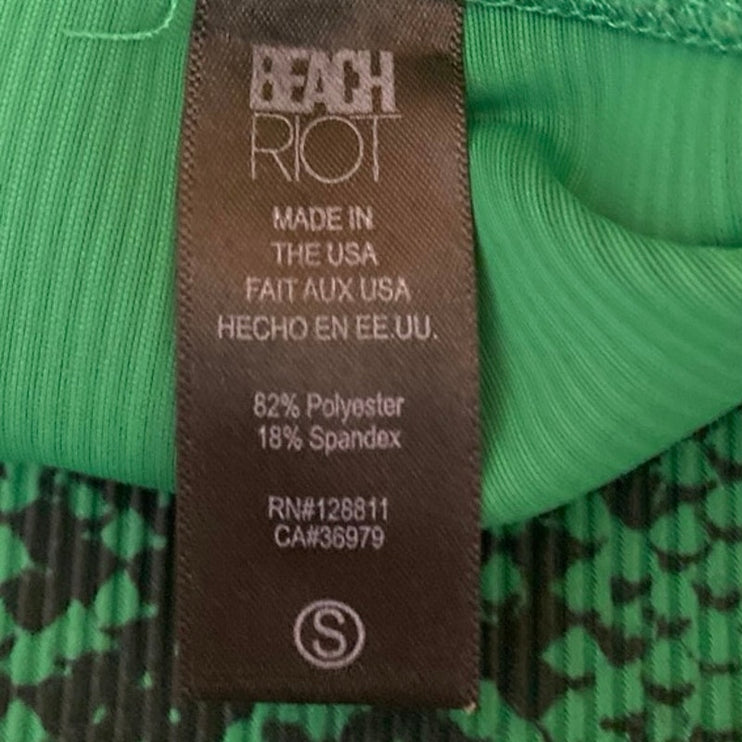 BEACH
RIOT
MADE IN
THE USA
FAIT AUX USA
HECHO EN EE.UU.
82% Polyester
18% Spandex
RN#128811
CA#36979
S